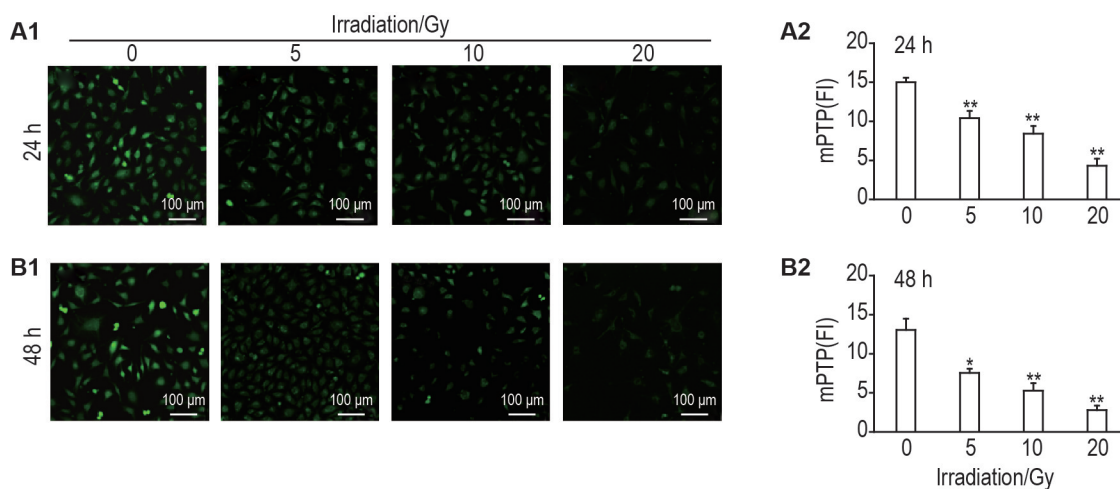 A1
Irradiation/Gy
0 5 10 20
24 h
100 µm 100 µm 100 µm 100 µm
A2
24 h
mPTP(FI)
20
15
10
5
0
** ** **
0 5 10 20
B1
48 h
100 µm 100 µm 100 µm 100 µm
B2
48 h
mPTP(FI)
20
15
10
5
0
* ** **
0 5 10 20
Irradiation/Gy